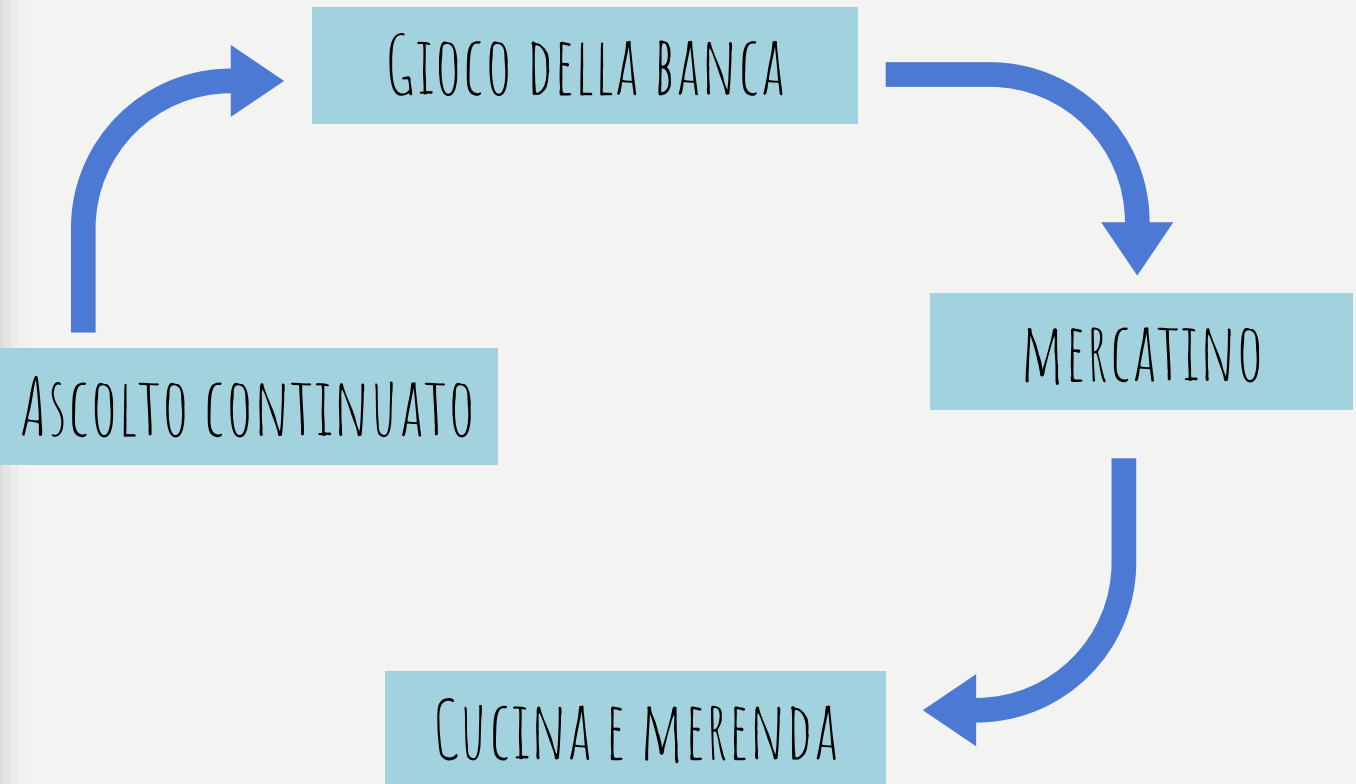 Gioco della banca
mercatino
Ascolto continuato
Cucina e merenda